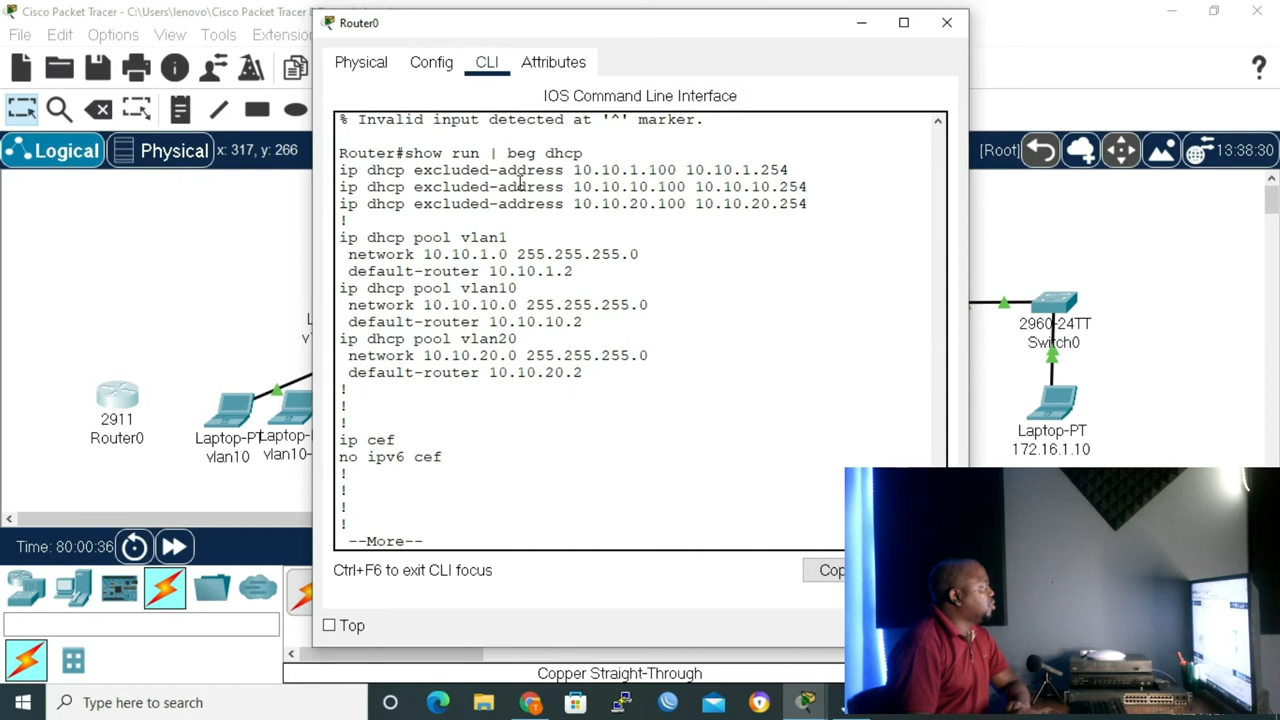 Cisco Packet Tracer - C:\Users\lenovo\Cisco Packet Tracer
File Edit Options View Tools Extension
Logical
Physical
x: 317, y: 266
[Root]
13:38:30
Router0
Physical Config CLI Attributes
IOS Command Line Interface
% Invalid input detected at '^' marker.
Router#show run | beg dhcp
ip dhcp excluded-address 10.10.1.100 10.10.1.254
ip dhcp excluded-address 10.10.10.100 10.10.10.254
ip dhcp excluded-address 10.10.20.100 10.10.20.254
!
ip dhcp pool vlan1
network 10.10.1.0 255.255.255.0
default-router 10.10.1.2
ip dhcp pool vlan10
network 10.10.10.0 255.255.255.0
default-router 10.10.10.2
ip dhcp pool vlan20
network 10.10.20.0 255.255.255.0
default-router 10.10.20.2
!
!
!
ip cef
no ipv6 cef
!
!
!
!
--More--
Ctrl+F6 to exit CLI focus
Cop
Top
2911
Router0
Laptop-PT
vlan10
Laptop-
vlan10-
2960-24TT
Switch0
Laptop-PT
172.16.1.10
Time: 80:00:36
Copper Straight-Through
Type here to search